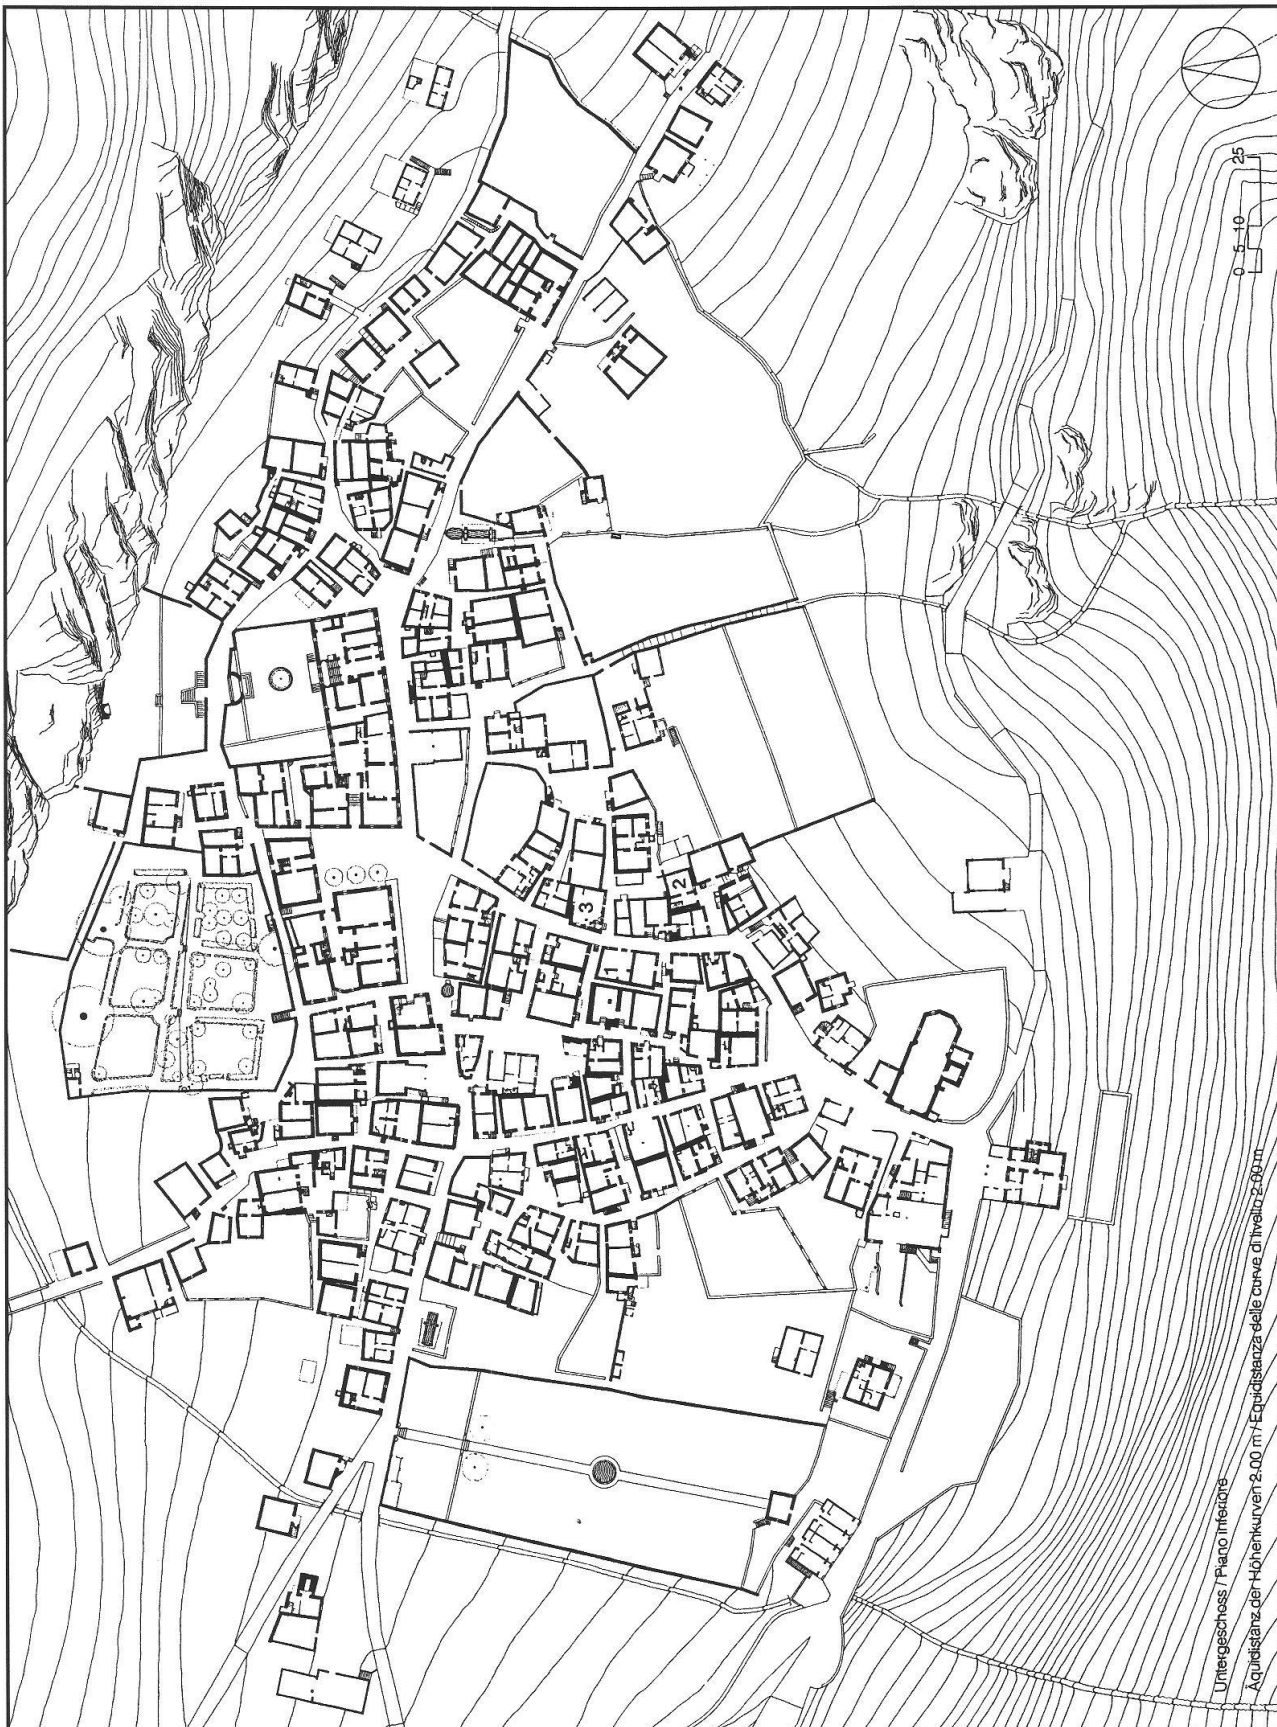 Untergeschoss / Piano inferiore
Äquidistanz der Höhenkurven 2.00 m / Equidistanza delle curve di livello 2.00 m
0 5 10 25
1
2
3